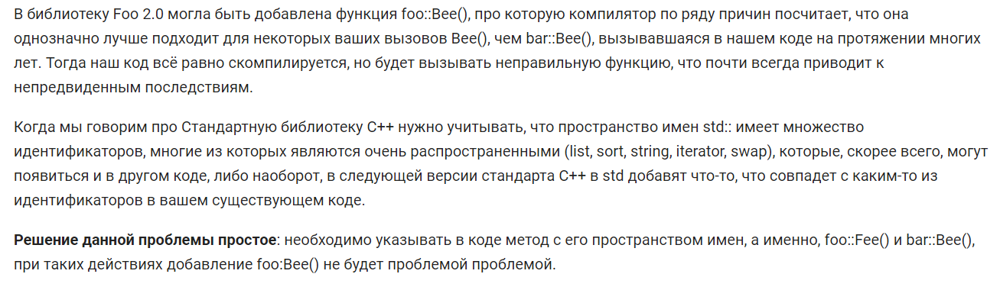 В библиотеку Foo 2.0 могла быть добавлена функция foo::Bee(), про которую компилятор по ряду причин посчитает, что она
однозначно лучше подходит для некоторых ваших вызовов Bee(), чем bar::Bee(), вызывавшаяся в нашем коде на протяжении многих
лет. Тогда наш код всё равно скомпилируется, но будет вызывать неправильную функцию, что почти всегда приводит к
непредвиденным последствиям.
Когда мы говорим про Стандартную библиотеку C++ нужно учитывать, что пространство имен std:: имеет множество
идентификаторов, многие из которых являются очень распространенными (list, sort, string, iterator, swap), которые, скорее всего, могут
появиться и в другом коде, либо наоборот, в следующей версии стандарта C++ в std добавят что-то, что совпадет с каким-то из
идентификаторов в вашем существующем коде.
Решение данной проблемы простое: необходимо указывать в коде метод с его пространством имен, а именно, foo::Fee() и bar::Bee(),
при таких действиях добавление foo:Bee() не будет проблемой проблемой.